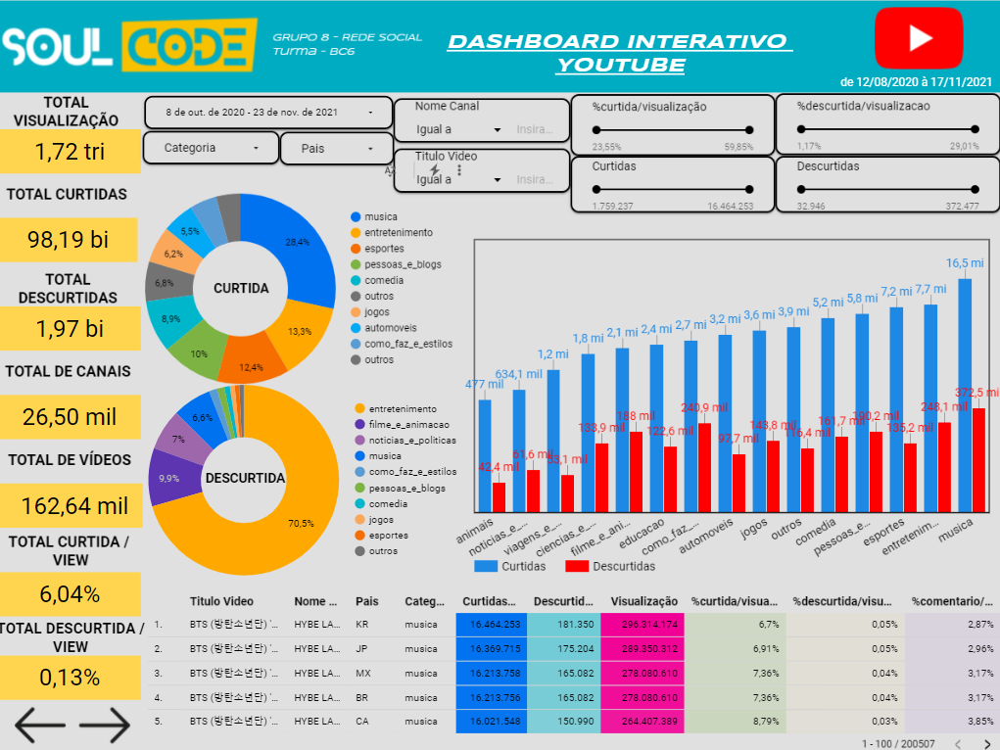 SOUL CODE
GRUPO 8 - REDE SOCIAL
Turma - BC6
DASHBOARD INTERATIVO
YOUTUBE
de 12/08/2020 à 17/11/2021
TOTAL
VISUALIZAÇÃO
1,72 tri
TOTAL CURTIDAS
98,19 bi
TOTAL
DESCURTIDAS
1,97 bi
TOTAL DE CANAIS
26,50 mil
TOTAL DE VÍDEOS
162,64 mil
TOTAL CURTIDA /
VIEW
6,04%
TOTAL DESCURTIDA /
VIEW
0,13%
8 de out. de 2020 - 23 de nov. de 2021
Categoria
País
Nome Canal
Igual a Insira...
Titulo Video
Igual a Insira...
%curtida/visualização
23,55% 59,85%
%descurtida/visualizacao
1,17% 29,01%
Curtidas
1.759.237 16.464.253
Descurtidas
32.946 372.477
CURTIDA
28,4%
13,3%
12,4%
10%
8,9%
6,8%
6,2%
5,5%
musica
entretenimento
esportes
pessoas_e_blogs
comedia
outros
jogos
automoveis
como_faz_e_estilos
outros
DESCURTIDA
70,5%
9,9%
7%
6,6%
entretenimento
filme_e_animacao
noticias_e_politicas
musica
como_faz_e_estilos
pessoas_e_blogs
comedia
jogos
esportes
outros
477 mil
634,1 mil
1,2 mi
1,8 mi
2,1 mi
2,4 mi
2,7 mi
3,2 mi
3,6 mi
3,9 mi
5,2 mi
5,8 mi
7,2 mi
7,7 mi
16,5 mi
42,4 mil
61,6 mil
53,1 mil
133,9 mil
188 mil
122,6 mil
240,9 mil
97,7 mil
143,8 mil
116,4 mil
161,7 mil
190,2 mil
135,2 mil
248,1 mil
372,5 mi
animais
noticias_e_...
viagens_e_...
ciencias_e_...
filme_e_ani...
educacao
como_faz_...
automoveis
jogos
outros
comedia
pessoas_e...
esportes
entretenim...
musica
Curtidas Descurtidas
Titulo Video Nome ... Pais Categ... Curtidas... Descurtid... Visualização %curtida/visua... %descurtida/visu... %comentario/...
1. BTS (방탄소년단) '... HYBE LA... KR musica 16.464.253 181.350 296.314.174 6,7% 0,05% 2,87%
2. BTS (방탄소년단) '... HYBE LA... JP musica 16.369.715 175.204 289.350.312 6,91% 0,05% 2,96%
3. BTS (방탄소년단) '... HYBE LA... MX musica 16.213.758 165.082 278.080.610 7,36% 0,04% 3,17%
4. BTS (방탄소년단) '... HYBE LA... BR musica 16.213.756 165.082 278.080.610 7,36% 0,04% 3,17%
5. BTS (방탄소년단) '... HYBE LA... CA musica 16.021.548 150.990 264.407.389 8,79% 0,03% 3,85%
1 - 100 / 200507